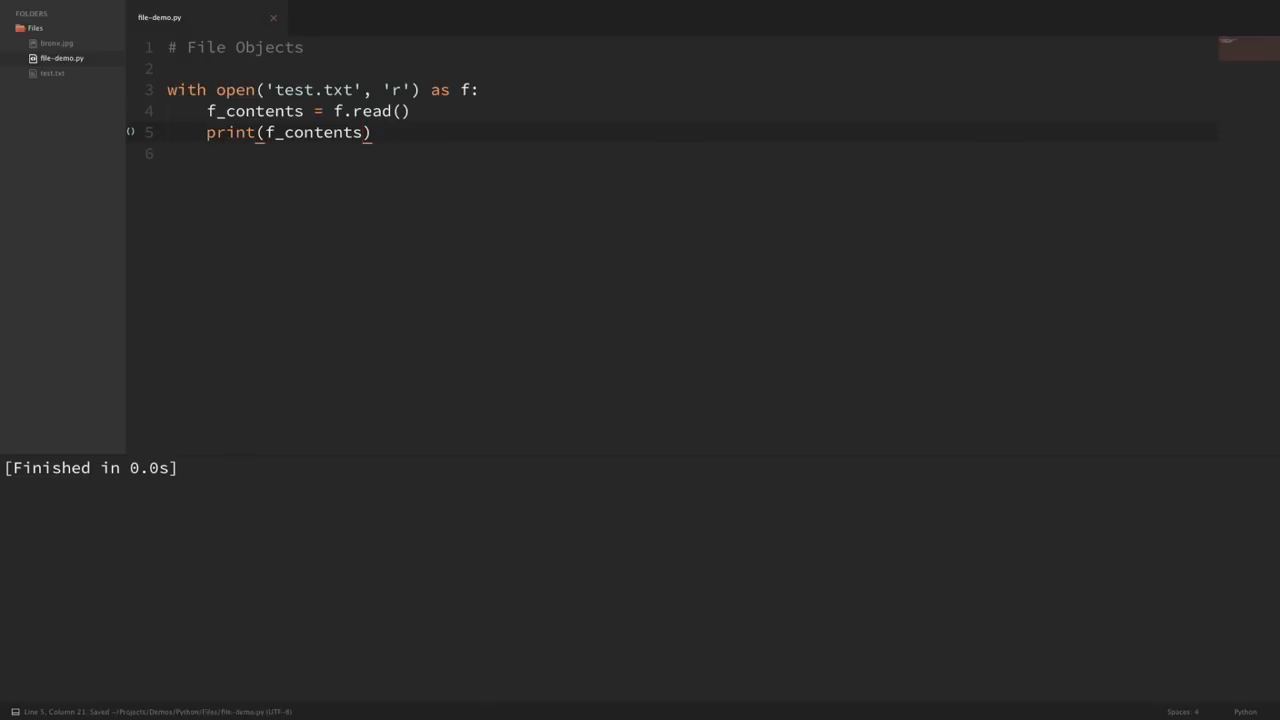 FOLDERS
Files
bronx.jpg
file-demo.py
test.txt
file-demo.py
1 # File Objects
2
3 with open('test.txt', 'r') as f:
4     f_contents = f.read()
5     print(f_contents)
6
[Finished in 0.0s]
Line 5, Column 21; Saved ~/Projects/Demos/Python/Files/file-demo.py (UTF-8)
Spaces: 4
Python